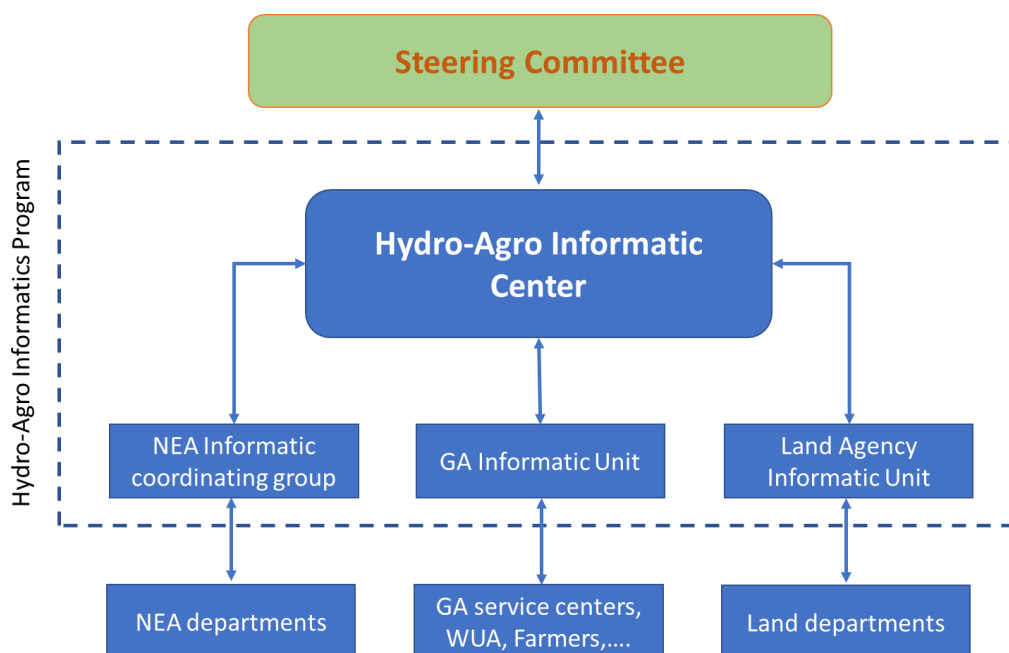 Steering Committee
Hydro-Agro Informatics Program
Hydro-Agro Informatic
Center
NEA Informatic
coordinating group
GA Informatic Unit
Land Agency
Informatic Unit
NEA departments
GA service centers,
WUA, Farmers,....
Land departments